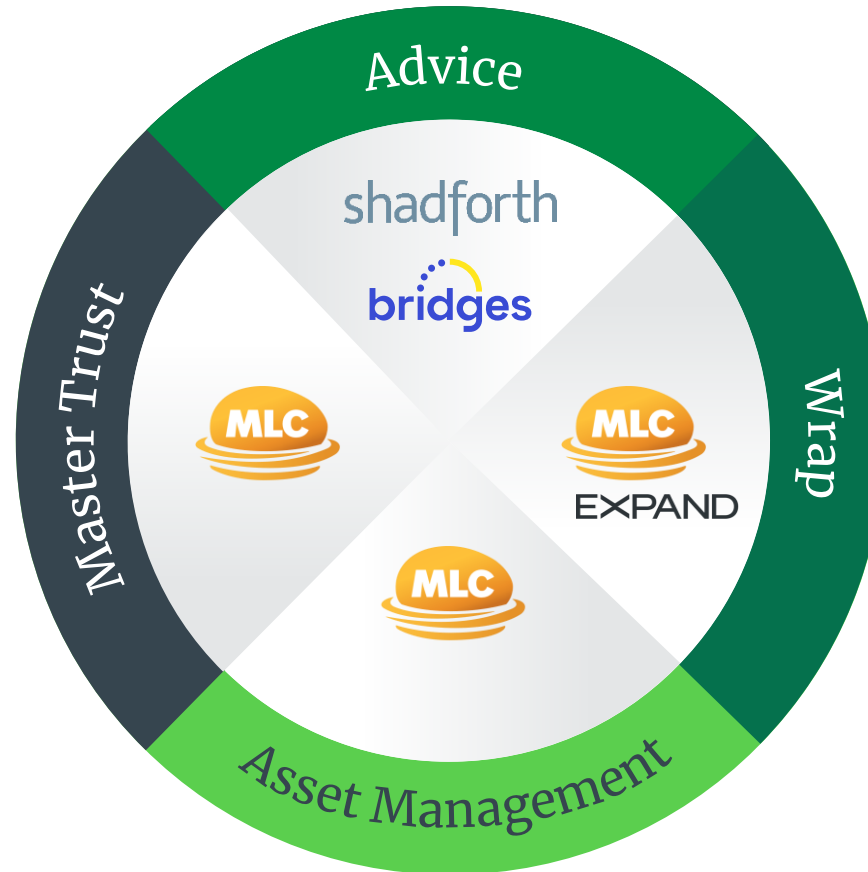 Advice
shadforth
bridges
Master Trust
MLC
MLC
EXPAND
Wrap
MLC
Asset Management